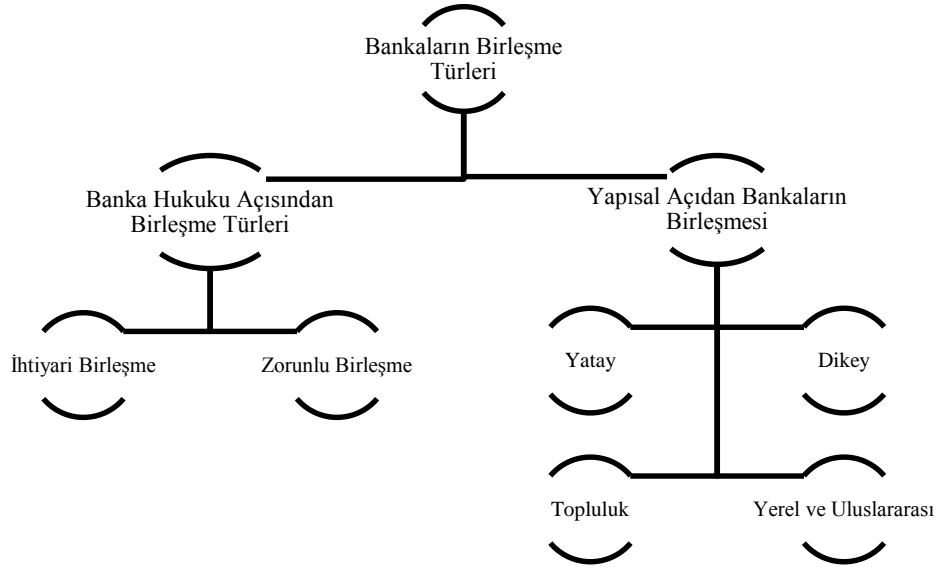 Bankaların Birleşme
Türleri
Banka Hukuku Açısından
Birleşme Türleri
Yapısal Açıdan Bankaların
Birleşmesi
İhtiyari Birleşme
Zorunlu Birleşme
Yatay
Dikey
Topluluk
Yerel ve Uluslararası